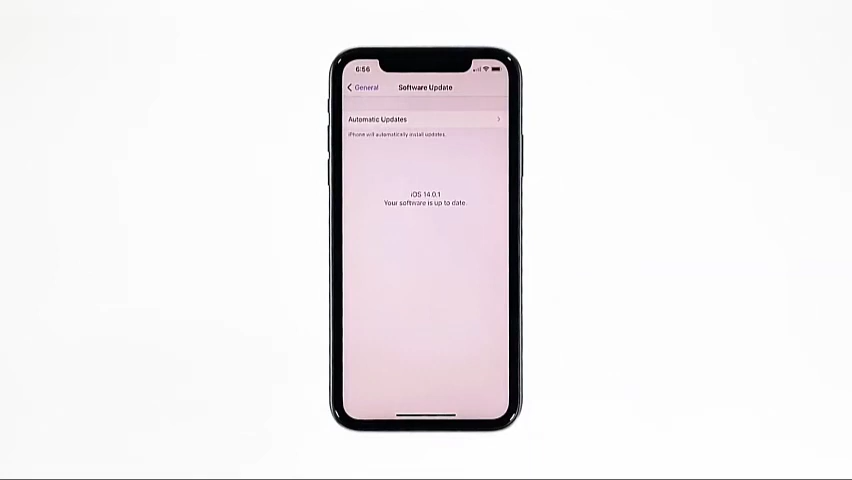 6:56
General
Software Update
Automatic Updates
iPhone will automatically install updates.
iOS 14.0.1
Your software is up to date.